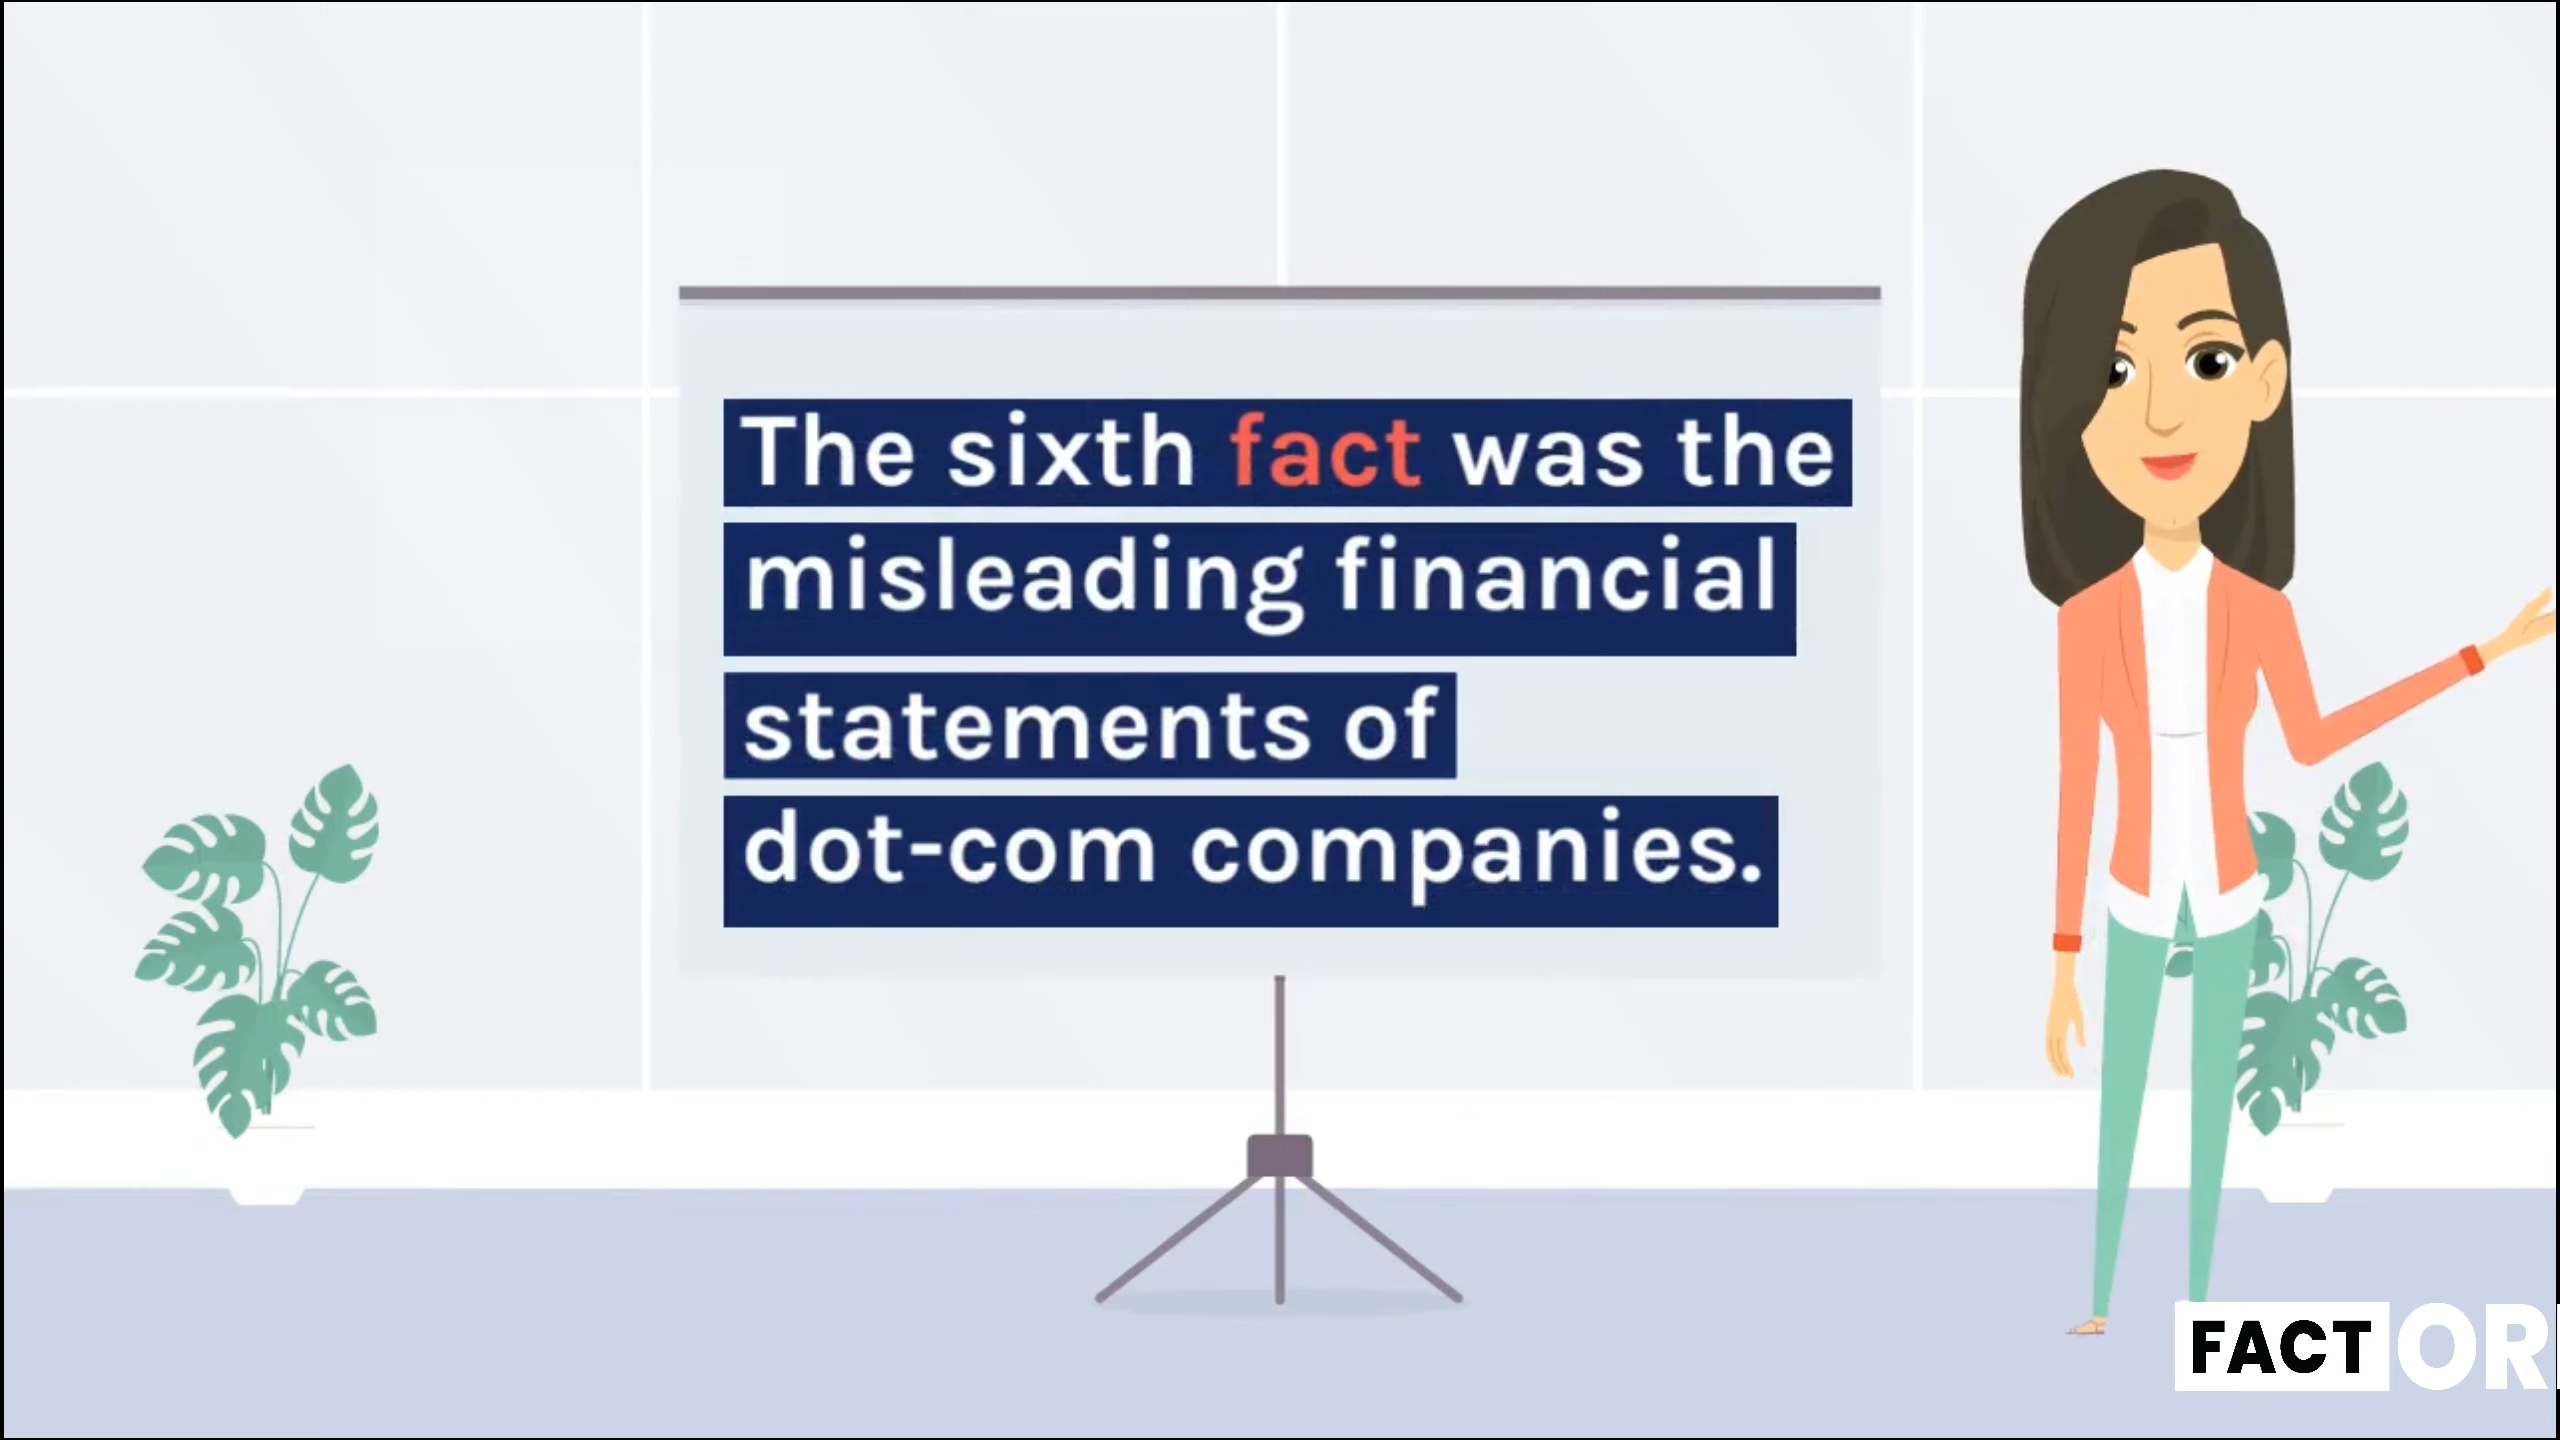 The sixth fact was the
misleading financial
statements of
dot-com companies.
FACTOR